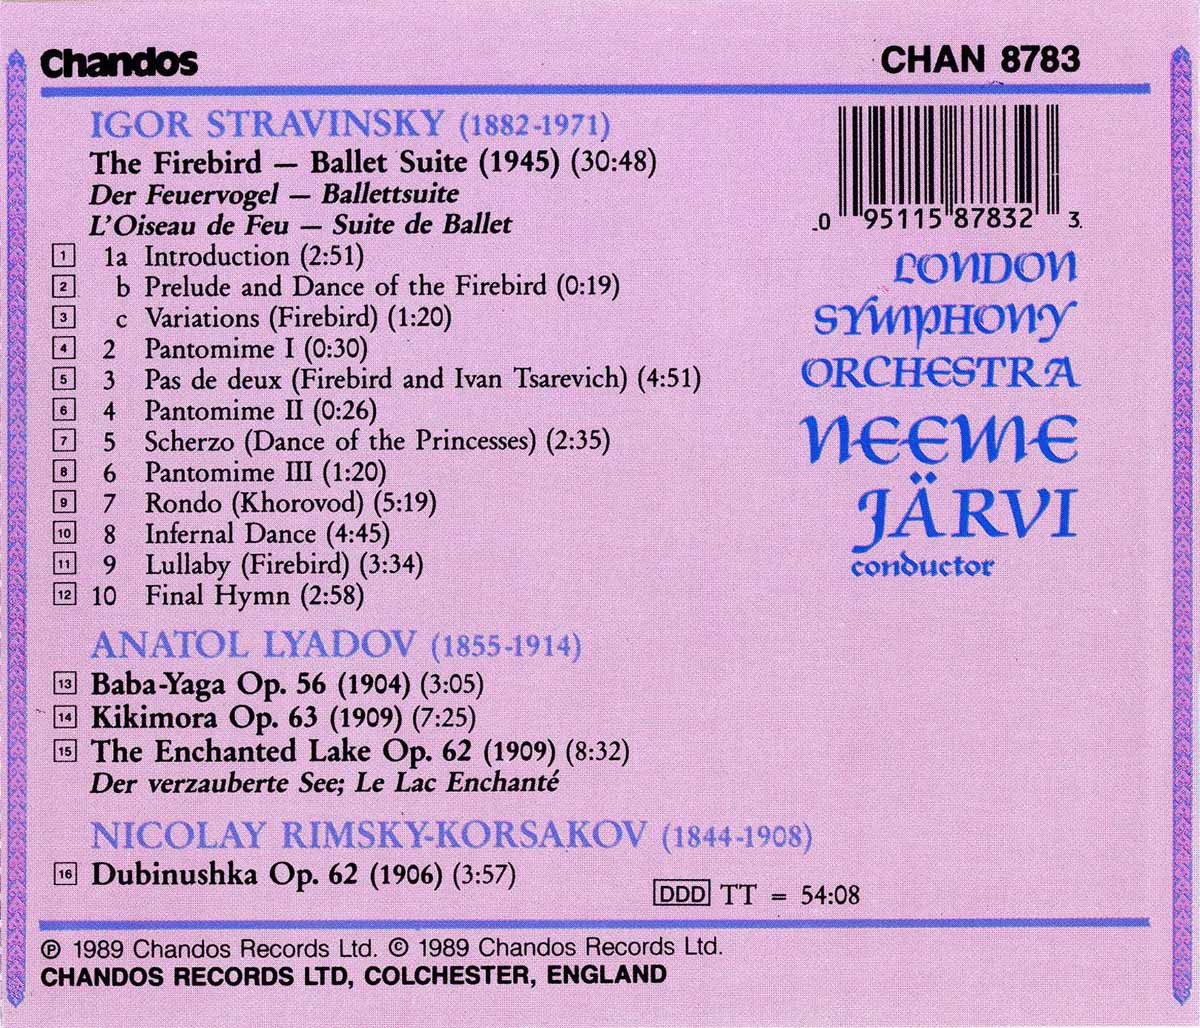 Chandos
CHAN 8783
IGOR STRAVINSKY (1882-1971)
The Firebird — Ballet Suite (1945) (30:48)
Der Feuervogel — Ballettsuite
L'Oiseau de Feu — Suite de Ballet
1 1a Introduction (2:51)
2 b Prelude and Dance of the Firebird (0:19)
3 c Variations (Firebird) (1:20)
4 2 Pantomime I (0:30)
5 3 Pas de deux (Firebird and Ivan Tsarevich) (4:51)
6 4 Pantomime II (0:26)
7 5 Scherzo (Dance of the Princesses) (2:35)
8 6 Pantomime III (1:20)
9 7 Rondo (Khorovod) (5:19)
10 8 Infernal Dance (4:45)
11 9 Lullaby (Firebird) (3:34)
12 10 Final Hymn (2:58)
ANATOL LYADOV (1855-1914)
13 Baba-Yaga Op. 56 (1904) (3:05)
14 Kikimora Op. 63 (1909) (7:25)
15 The Enchanted Lake Op. 62 (1909) (8:32)
Der verzauberte See; Le Lac Enchanté
NICOLAY RIMSKY-KORSAKOV (1844-1908)
16 Dubinushka Op. 62 (1906) (3:57)
DDD TT = 54:08
0 95115 87832 3
LONDON
SYMPHONY
ORCHESTRA
NEEME
JÄRVI
conductor
℗ 1989 Chandos Records Ltd. © 1989 Chandos Records Ltd.
CHANDOS RECORDS LTD, COLCHESTER, ENGLAND